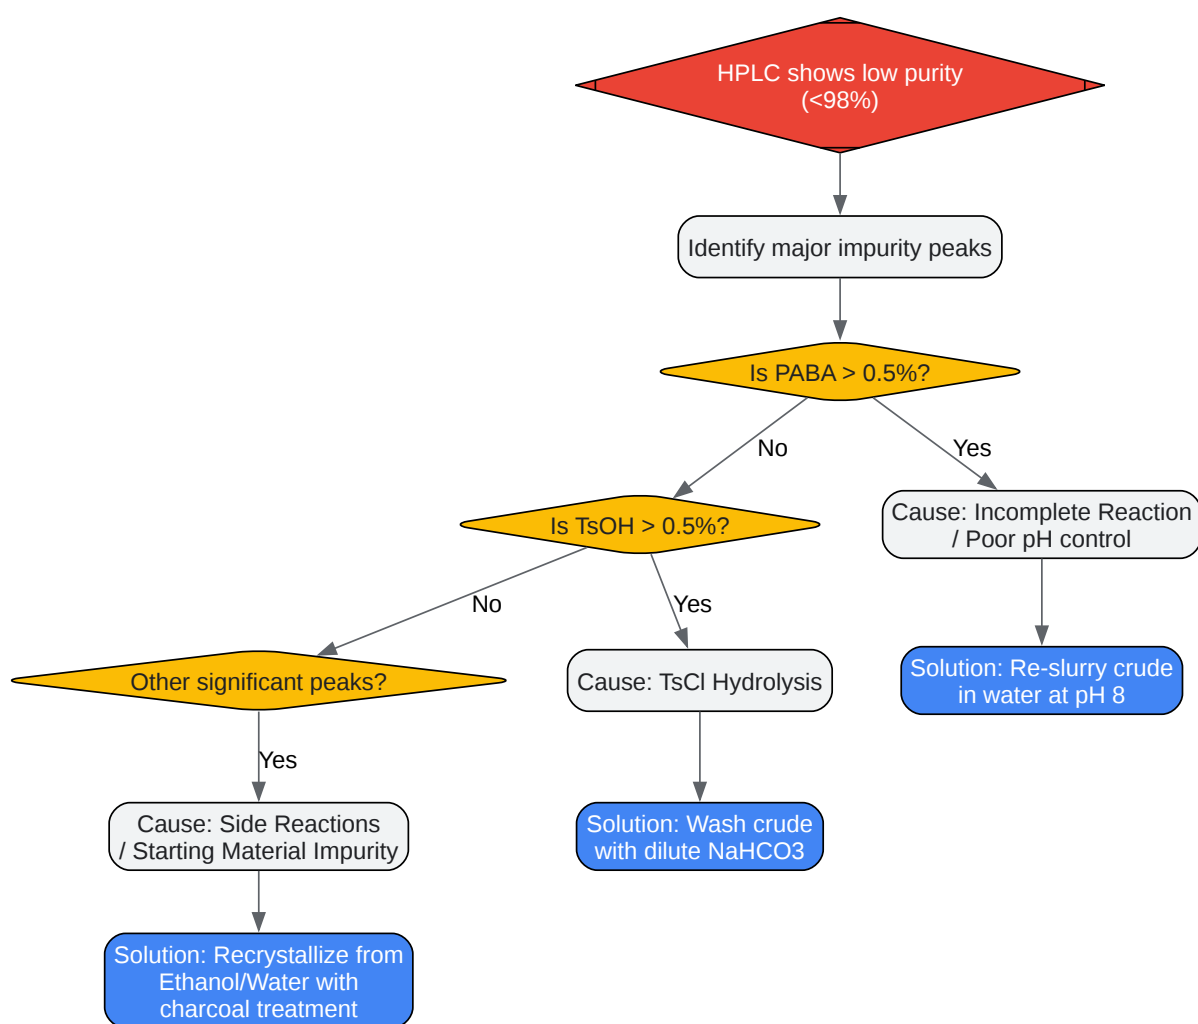 HPLC shows low purity
(<98%)
Identify major impurity peaks
Is PABA > 0.5%?
No
Yes
Is TsOH > 0.5%?
Cause: Incomplete Reaction
/ Poor pH control
No
Yes
Other significant peaks?
Cause: TsCl Hydrolysis
Solution: Re-slurry crude
in water at pH 8
Yes
Cause: Side Reactions
/ Starting Material Impurity
Solution: Wash crude
with dilute NaHCO3
Solution: Recrystallize from
Ethanol/Water with
charcoal treatment